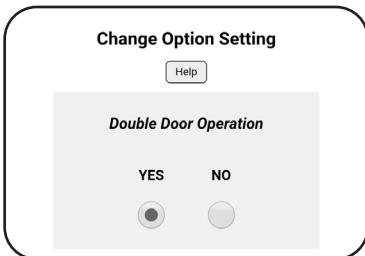 Change Option Setting
Help
Double Door Operation
YES NO